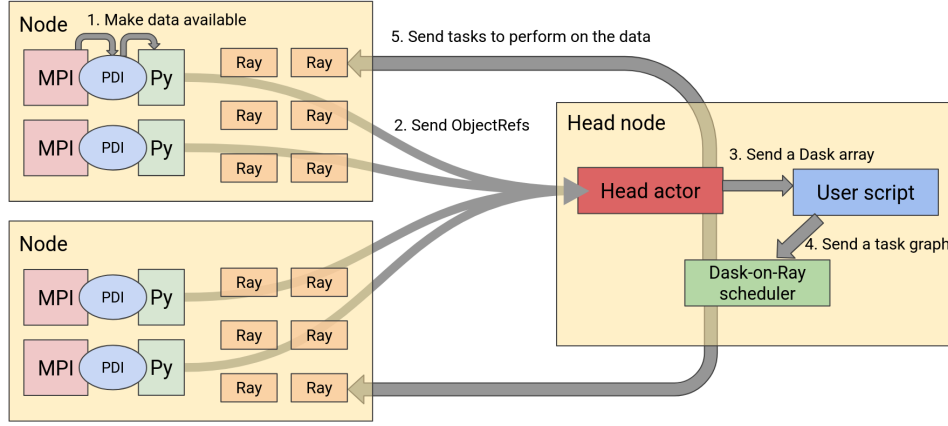 Node
1. Make data available
MPI
PDI
Py
Ray
Ray
MPI
PDI
Py
Ray
Ray
Ray
Ray
5. Send tasks to perform on the data
2. Send ObjectRefs
Node
MPI
PDI
Py
Ray
Ray
Ray
Ray
MPI
PDI
Py
Ray
Ray
Head node
3. Send a Dask array
Head actor
User script
4. Send a task graph
Dask-on-Ray
scheduler